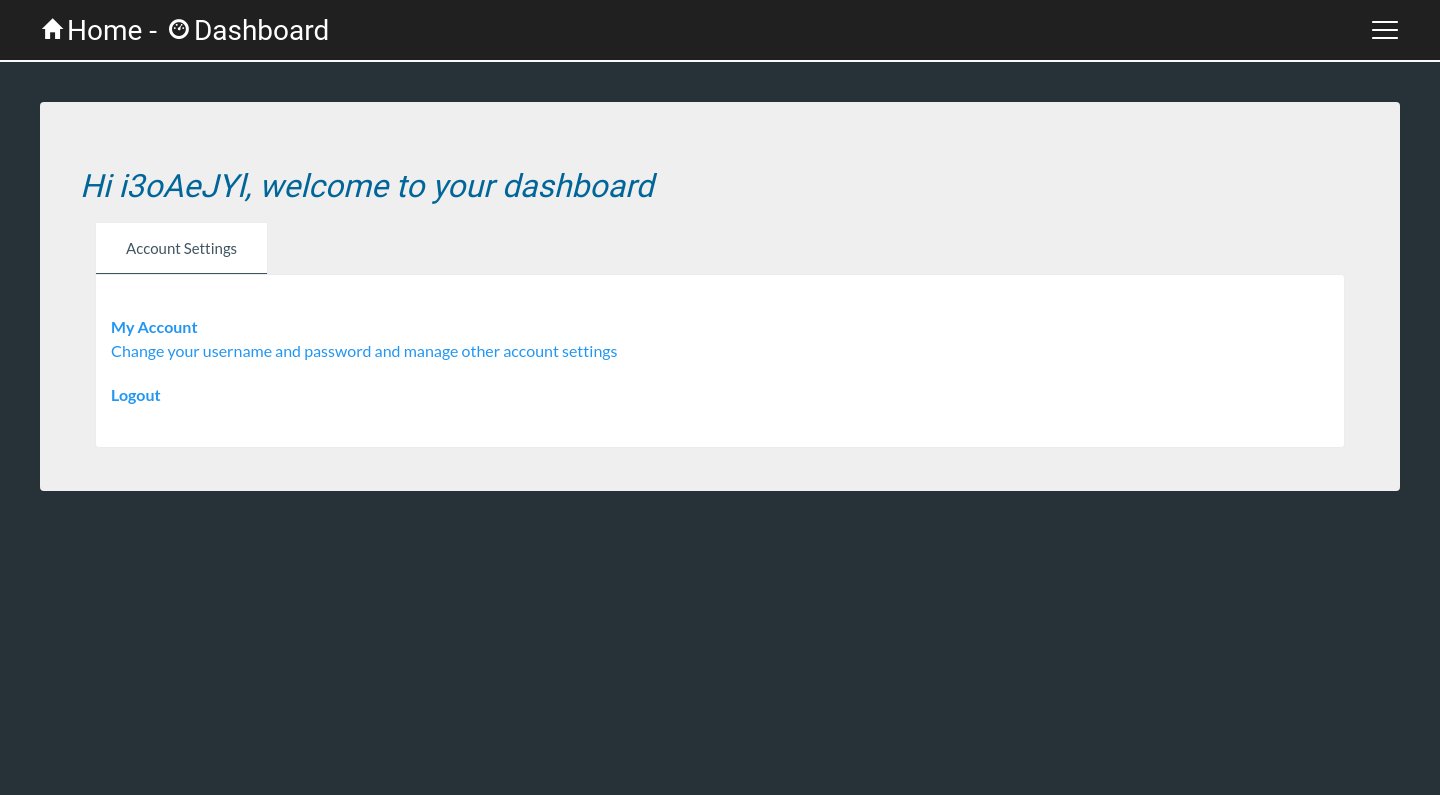 Home - Dashboard
Hi i3oAeJYl, welcome to your dashboard
Account Settings
My Account
Change your username and password and manage other account settings
Logout